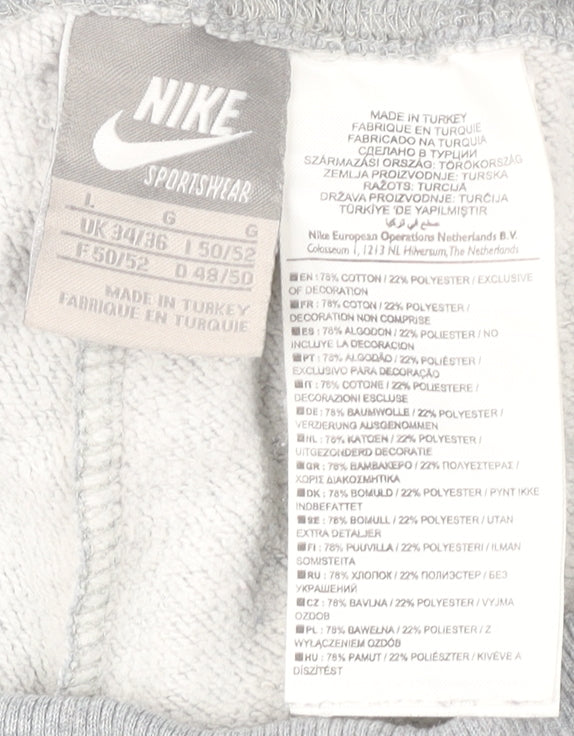 NIKE
SPORTSWEAR
L G G
UK 34/36 I 50/52
F 50/52 D 48/50
MADE IN TURKEY
FABRIQUE EN TURQUIE
MADE IN TURKEY
FABRIQUE EN TURQUIE
FABRICADO NA TURQUIA
СДЕЛАНО В ТУРЦИИ
SZÁRMAZÁSI ORSZÁG: TÖRÖKORSZÁG
ZEMLJA PROIZVODNJE: TURSKA
RAŽOTS: TURCIJA
DRŽAVA PROIZVODNJE: TURČIJA
TÜRKİYE 'DE YAPILMIŞTIR
صنع في تركيا
Nike European Operations Netherlands B.V.
Colosseum 1, 1213 NL Hilversum, The Netherlands
EN : 78% COTTON / 22% POLYESTER / EXCLUSIVE
OF DECORATION
FR : 78% COTON / 22% POLYESTER /
DECORATION NON COMPRISE
ES : 78% ALGODON / 22% POLIESTER / NO
INCLUYE LA DECORACION
PT : 78% ALGODÃO / 22% POLIÉSTER /
EXCLUSIVO PARA DECORAÇÃO
IT : 78% COTONE / 22% POLIESTERE /
DECORAZIONI ESCLUSE
DE : 78% BAUMWOLLE / 22% POLYESTER /
VERZIERUNG AUSGENOMMEN
NL : 78% KATOEN / 22% POLYESTER /
UITGEZONDERD DECORATIE
GR : 78% ΒΑΜΒΑΚΕΡΟ / 22% ΠΟΛΥΕΣΤΕΡΑΣ /
ΧΩΡΙΣ ΔΙΑΚΟΣΜΗΤΙΚΑ
DK : 78% BOMULD / 22% POLYESTER / PYNT IKKE
INDBEFATTET
SE : 78% BOMULL / 22% POLYESTER / UTAN
EXTRA DETALJER
FI : 78% PUUVILLA / 22% POLYESTERI / ILMAN
SOMISTEITA
RU : 78% ХЛОПОК / 22% ПОЛИЭСТЕР / БЕЗ
УКРАШЕНИЙ
CZ : 78% BAVLNA / 22% POLYESTER / VYJMA
OZDOB
PL : 78% BAWEŁNA / 22% POLYESTER / Z
WYŁĄCZENIEM OZDÓB
HU : 78% PAMUT / 22% POLIÉSZTER / KIVÉVE A
DÍSZÍTÉST